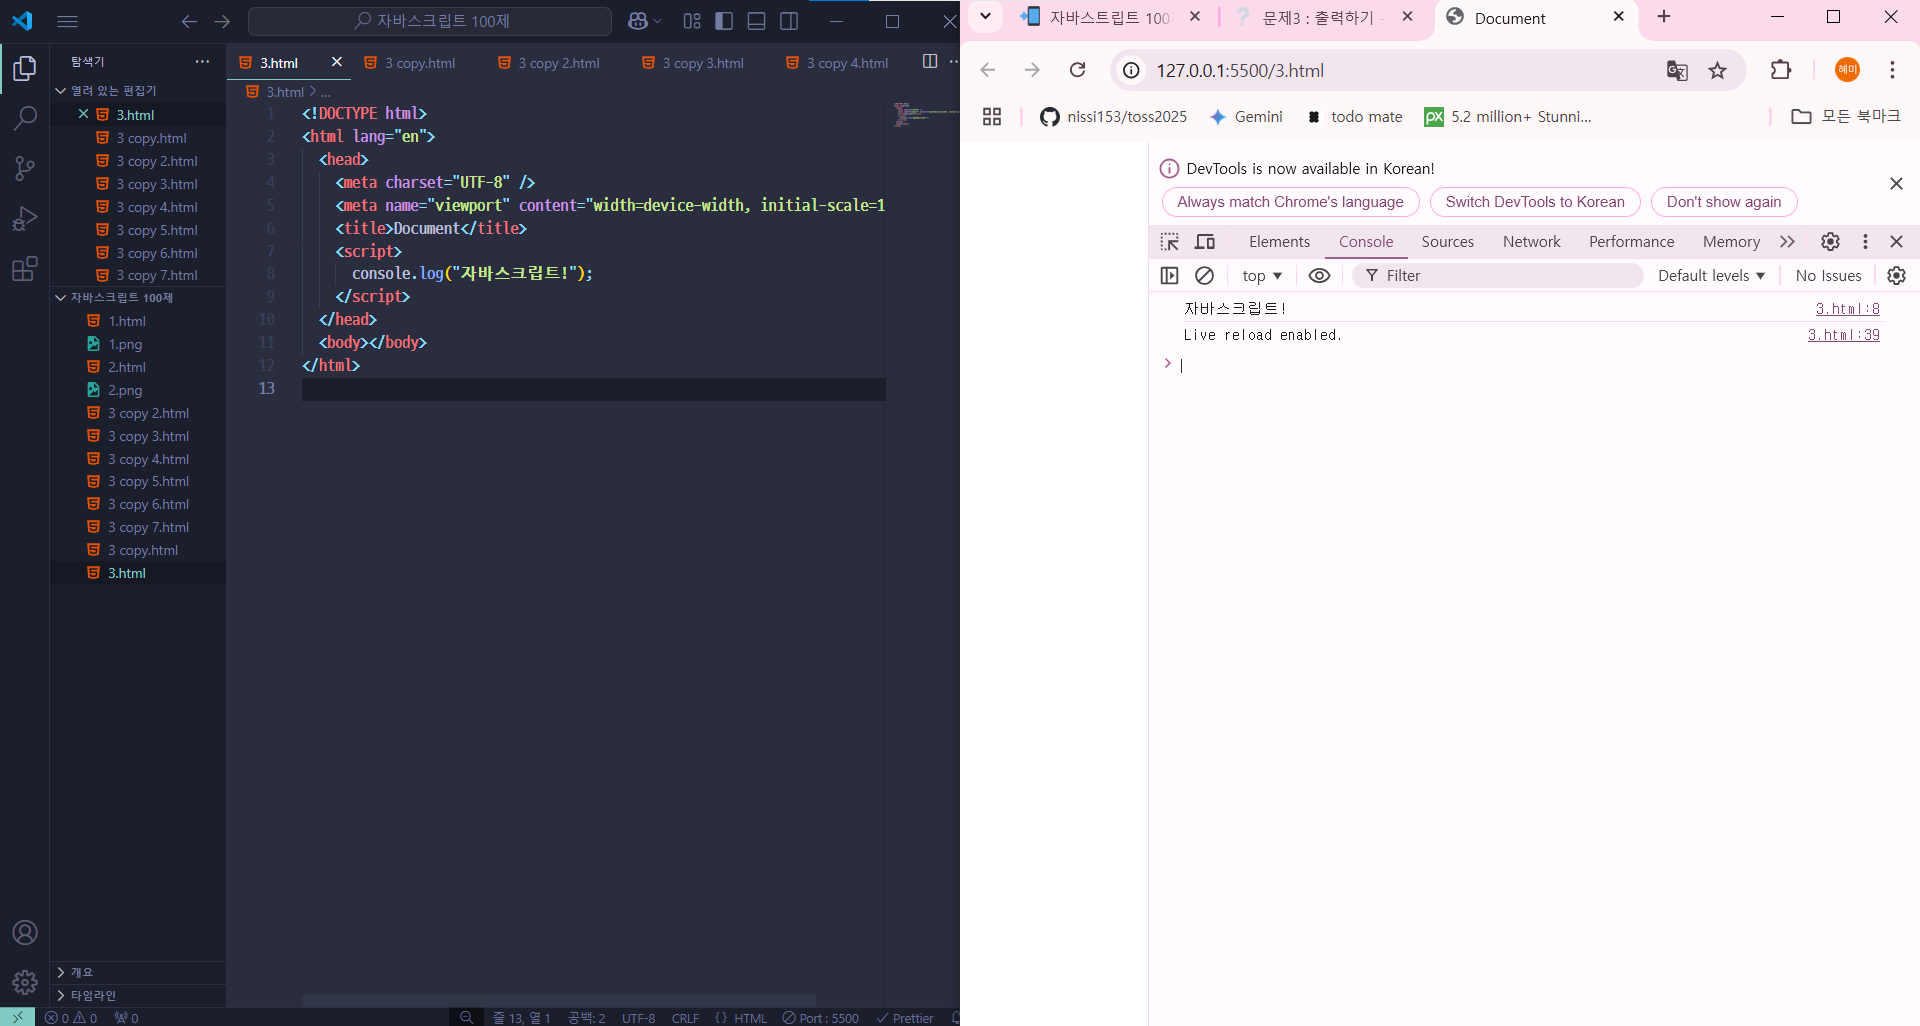 자바스크립트 100제
탐색기
열려 있는 편집기
3.html
3 copy.html
3 copy 2.html
3 copy 3.html
3 copy 4.html
3 copy 5.html
3 copy 6.html
3 copy 7.html
자바스크립트 100제
1.html
1.png
2.html
2.png
3 copy 2.html
3 copy 3.html
3 copy 4.html
3 copy 5.html
3 copy 6.html
3 copy 7.html
3 copy.html
3.html
개요
타임라인
3.html
3 copy.html
3 copy 2.html
3 copy 3.html
3 copy 4.html
3.html > ...
1 <!DOCTYPE html>
2 <html lang="en">
3 <head>
4 <meta charset="UTF-8" />
5 <meta name="viewport" content="width=device-width, initial-scale=1
6 <title>Document</title>
7 <script>
8 console.log("자바스크립트!");
9 </script>
10 </head>
11 <body></body>
12 </html>
13
0 0 0
줄 13, 열 1 공백: 2 UTF-8 CRLF {} HTML Port : 5500 Prettier
자바스트립트 100
문제3 : 출력하기 -
Document
127.0.0.1:5500/3.html
혜미
nissi153/toss2025
Gemini
todo mate
px 5.2 million+ Stunni...
모든 북마크
DevTools is now available in Korean!
Always match Chrome's language
Switch DevTools to Korean
Don't show again
Elements Console Sources Network Performance Memory
top Filter Default levels No Issues
자바스크립트! 3.html:8
Live reload enabled. 3.html:39